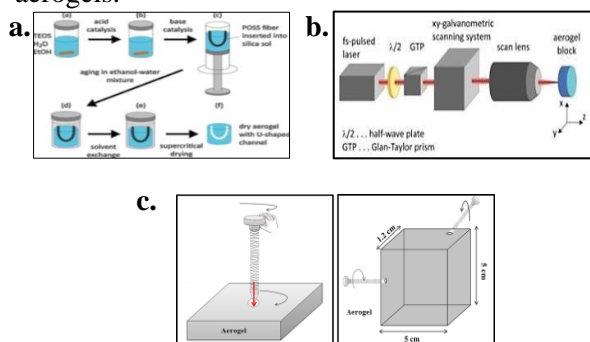 aerogels.
a.
(a)
acid
catalysis
(b)
base
catalysis
(c)
TEOS
H₂O
EtOH
POSS fiber
inserted into
silica sol
aging in ethanol-water
mixture
(d)
solvent
exchange
(e)
supercritical
drying
(f)
dry aerogel
with U-shaped
channel
b.
fs-pulsed
laser
λ/2
GTP
xy-galvanometric
scanning system
scan lens
aerogel
block
x
y
z
λ/2 ... half-wave plate
GTP ... Glan-Taylor prism
c.
Aerogel
1.2 cm
5 cm
Aerogel
5 cm